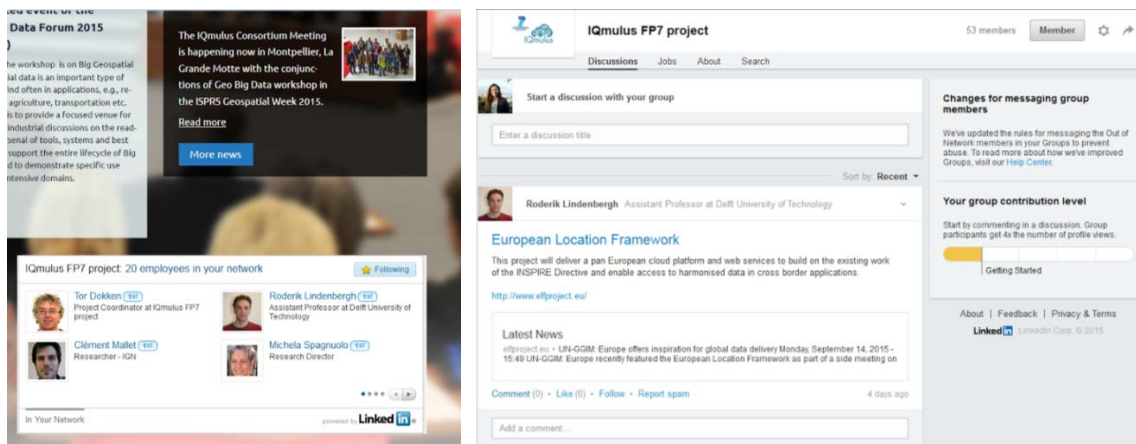 ed event of the
Data Forum 2015
)
he workshop is on Big Geospatial
ial data is an important type of
ind often in applications, e.g., re-
agriculture, transportation etc.
is to provide a focused venue for
industrial discussions on the read-
senal of tools, systems and best
support the entire lifecycle of Big
d to demonstrate specific use
ntensive domains.
The IQmulus Consortium Meeting
is happening now in Montpellier, La
Grande Motte with the conjunc-
tions of Geo Big Data workshop in
the ISPRS Geospatial Week 2015.
Read more
More news
IQmulus FP7 project: 20 employees in your network
Following
Tor Dokken 1st
Project Coordinator at IQmulus FP7
project
Roderik Lindenbergh 1st
Assistant Professor at Delft University of
Technology
Clément Mallet 1st
Researcher - IGN
Michela Spagnuolo 1st
Research Director
In Your Network
powered by LinkedIn
IQmulus
IQmulus FP7 project
53 members
Member
Discussions Jobs About Search
Start a discussion with your group
Enter a discussion title
Sort by: Recent
Roderik Lindenbergh Assistant Professor at Delft University of Technology
European Location Framework
This project will deliver a pan European cloud platform and web services to build on the existing work
of the INSPIRE Directive and enable access to harmonised data in cross border applications.
http://www.elfproject.eu/
Latest News
elfproject.eu • UN-GGIM: Europe offers inspiration for global data delivery Monday, September 14, 2015 -
15:49 UN-GGIM: Europe recently featured the European Location Framework as part of a side meeting on
Comment (0) • Like (0) • Follow • Report spam
4 days ago
Add a comment...
Changes for messaging group
members
We've updated the rules for messaging the Out of
Network members in your Groups to prevent
abuse. To read more about how we've improved
Groups, visit our Help Center.
Your group contribution level
Start by commenting in a discussion. Group
participants get 4x the number of profile views.
Getting Started
About | Feedback | Privacy & Terms
LinkedIn LinkedIn Corp. © 2015